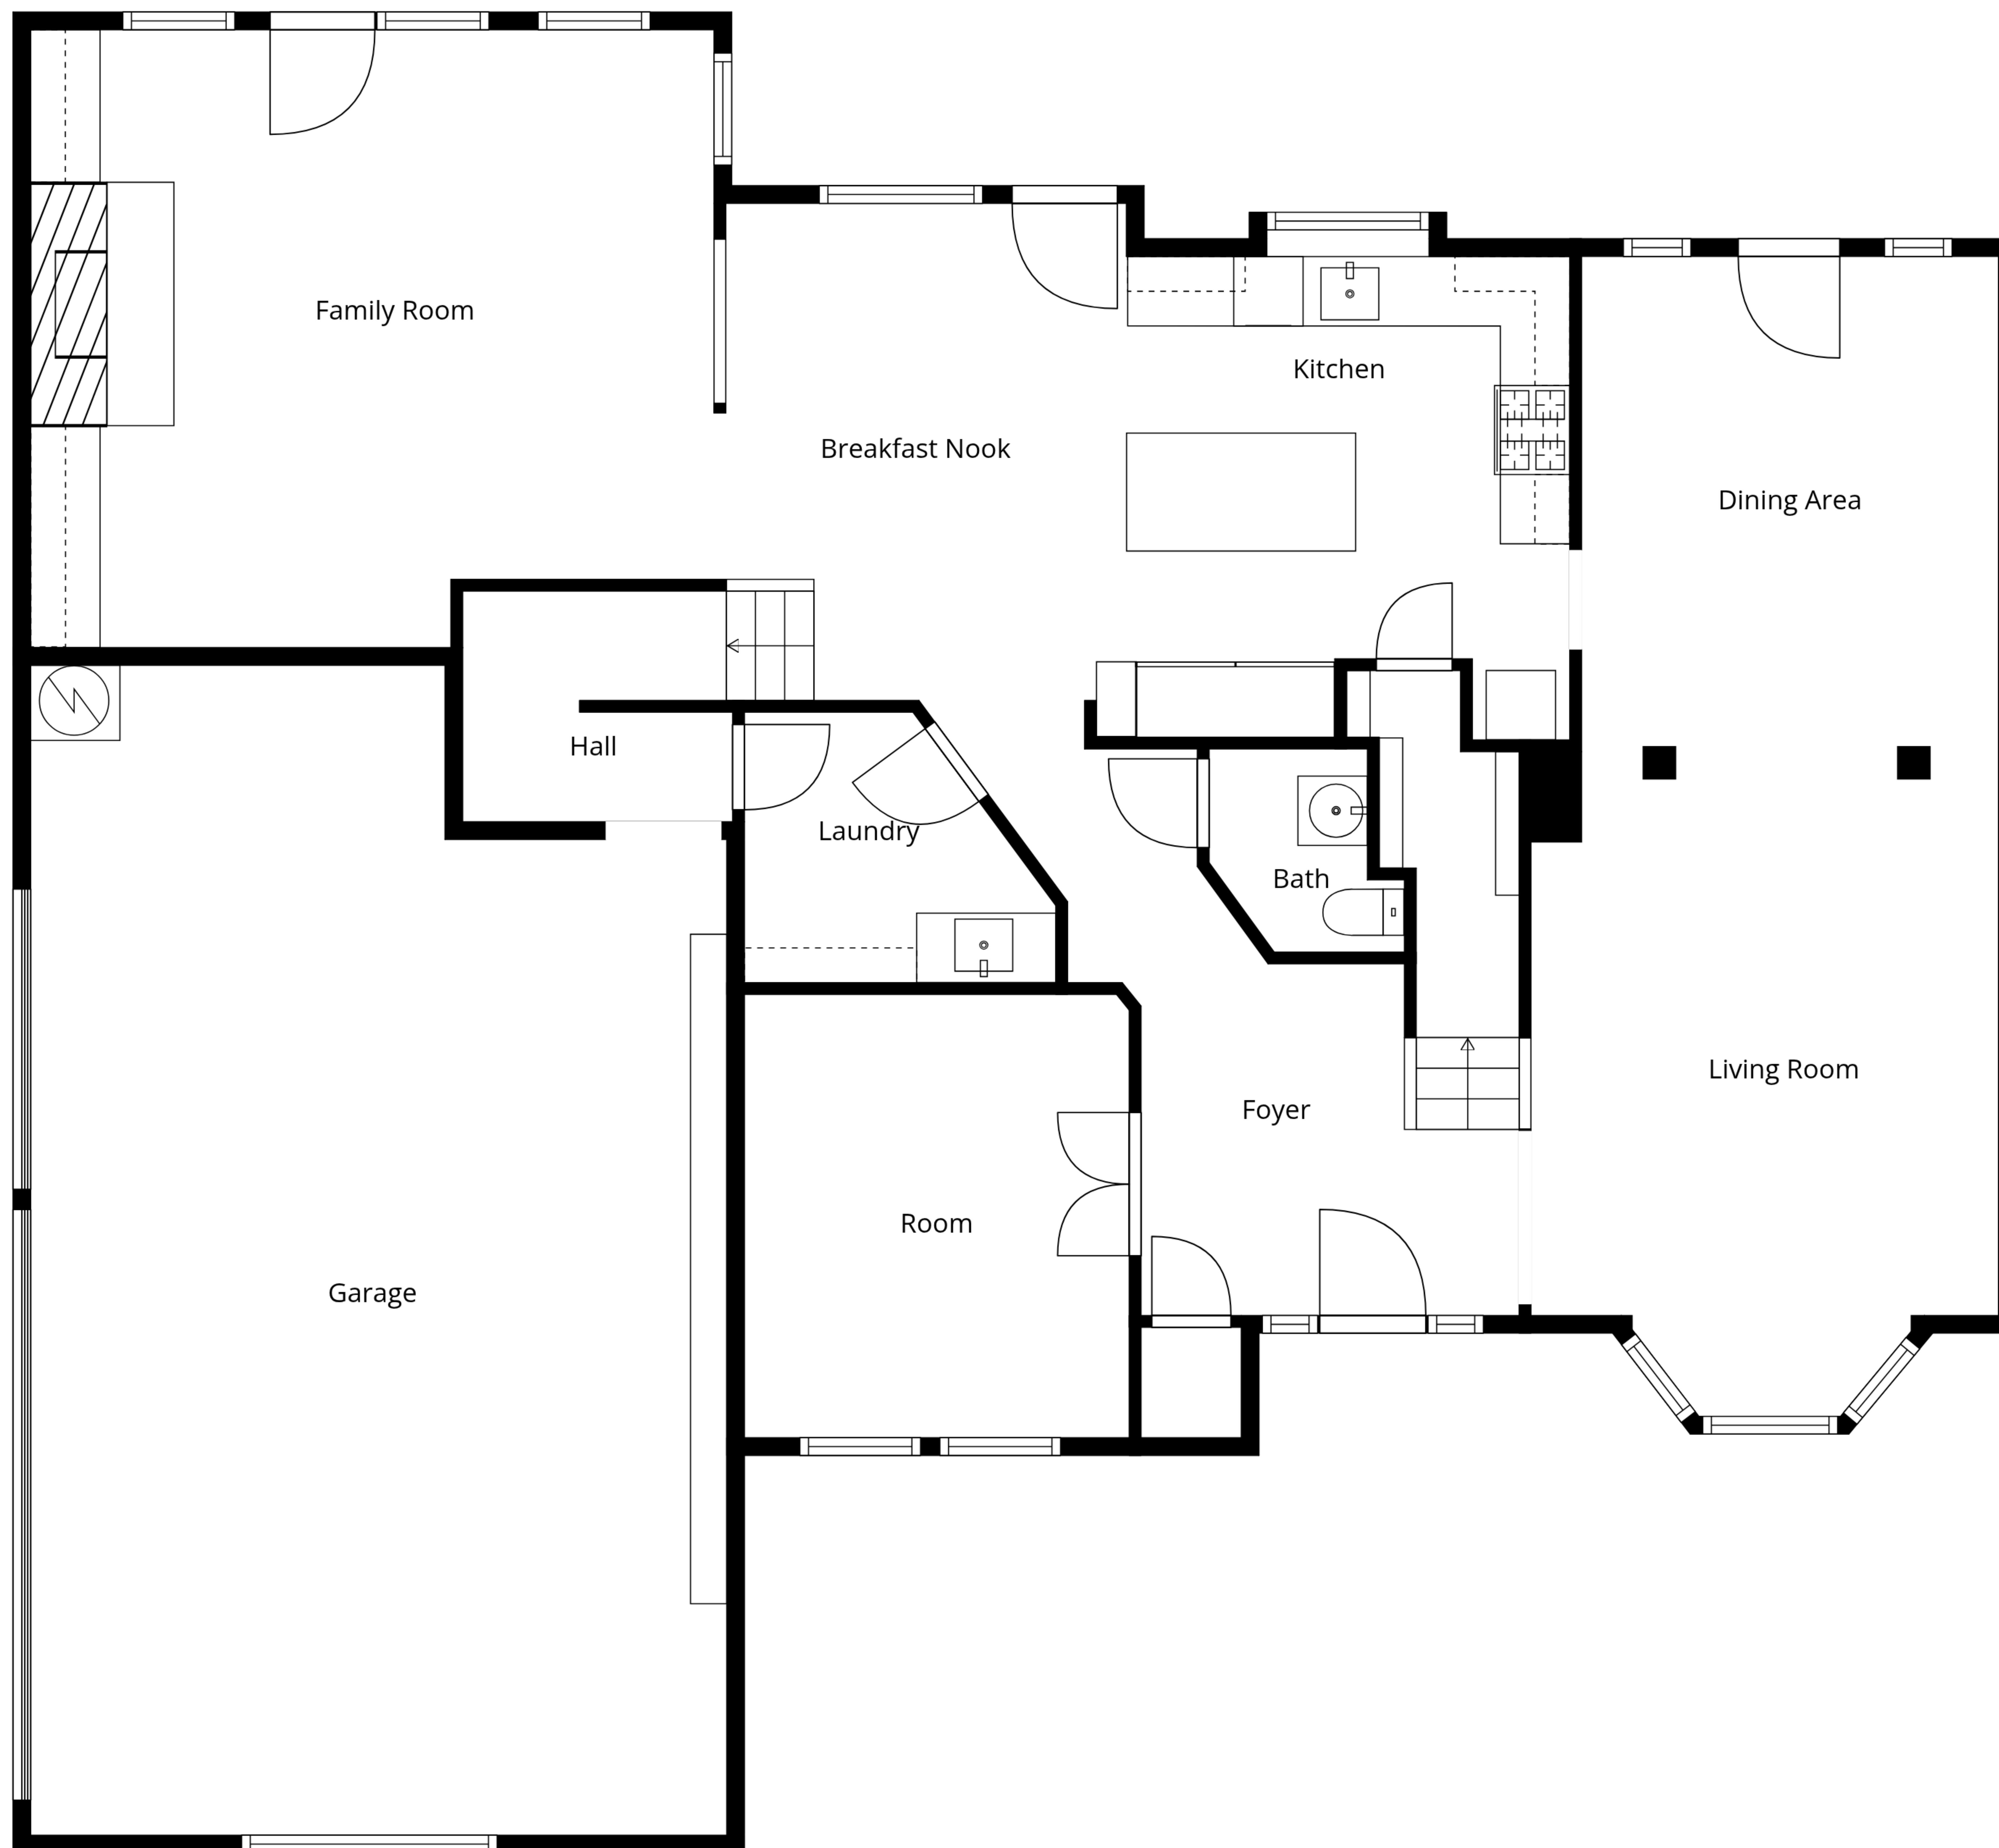 Family Room
Kitchen
Breakfast Nook
Dining Area
Hall
Laundry
Bath
Living Room
Foyer
Room
Garage